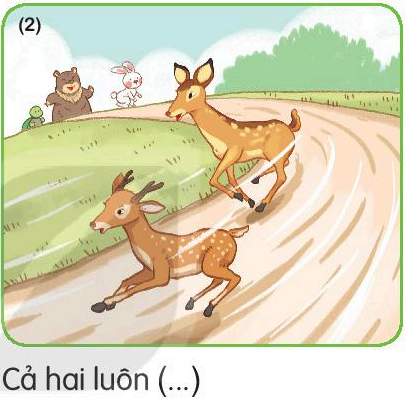 (2)
Cả hai luôn (...)